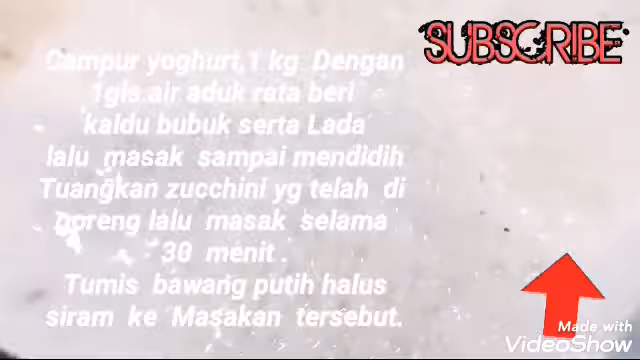 SUBSCRIBE
Campur yoghurt 1 kg Dengan
1gls air aduk rata beri
kaldu bubuk serta Lada
lalu masak sampai mendidih
Tuangkan zucchini yg telah di
goreng lalu masak selama
30 menit .
Tumis bawang putih halus
siram ke Masakan tersebut.
Made with
VideoShow